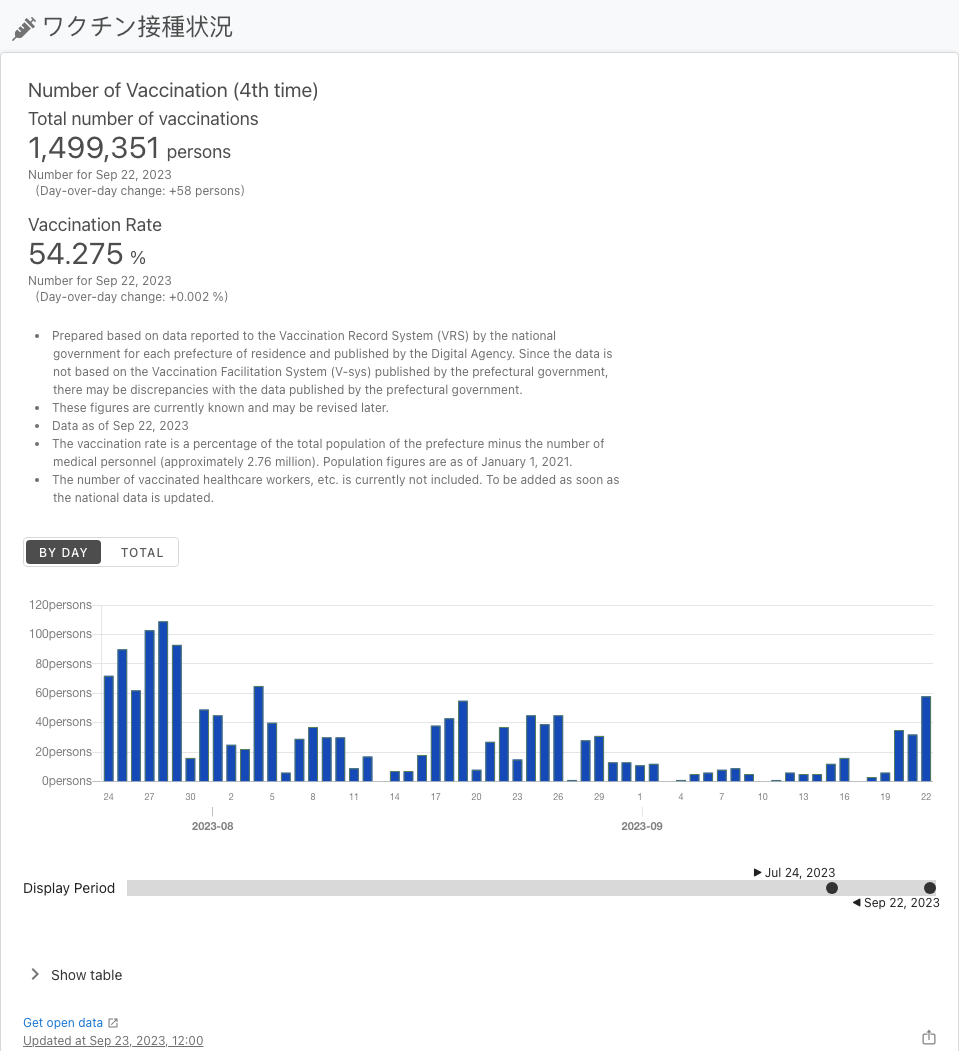 ワクチン接種状況
Number of Vaccination (4th time)
Total number of vaccinations
1,499,351 persons
Number for Sep 22, 2023
(Day-over-day change: +58 persons)
Vaccination Rate
54.275 %
Number for Sep 22, 2023
(Day-over-day change: +0.002 %)
• Prepared based on data reported to the Vaccination Record System (VRS) by the national
government for each prefecture of residence and published by the Digital Agency. Since the data is
not based on the Vaccination Facilitation System (V-sys) published by the prefectural government,
there may be discrepancies with the data published by the prefectural government.
• These figures are currently known and may be revised later.
• Data as of Sep 22, 2023
• The vaccination rate is a percentage of the total population of the prefecture minus the number of
medical personnel (approximately 2.76 million). Population figures are as of January 1, 2021.
• The number of vaccinated healthcare workers, etc. is currently not included. To be added as soon as
the national data is updated.
BY DAY TOTAL
120persons
100persons
80persons
60persons
40persons
20persons
0persons
24 27 30 2 5 8 11 14 17 20 23 26 29 1 4 7 10 13 16 19 22
2023-08 2023-09
▶ Jul 24, 2023
Display Period
◀ Sep 22, 2023
Show table
Get open data
Updated at Sep 23, 2023, 12:00